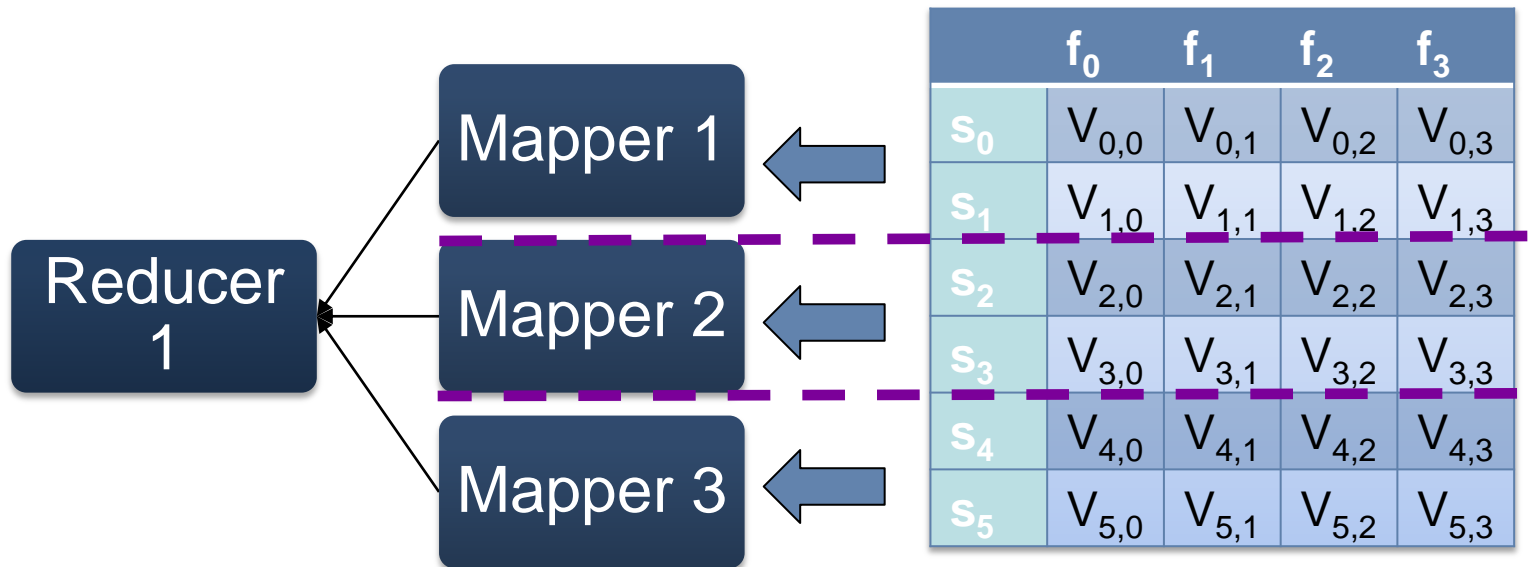 Reducer
1
Mapper 1
Mapper 2
Mapper 3
f₀ f₁ f₂ f₃
s₀ V₀,₀ V₀,₁ V₀,₂ V₀,₃
s₁ V₁,₀ V₁,₁ V₁,₂ V₁,₃
s₂ V₂,₀ V₂,₁ V₂,₂ V₂,₃
s₃ V₃,₀ V₃,₁ V₃,₂ V₃,₃
s₄ V₄,₀ V₄,₁ V₄,₂ V₄,₃
s₅ V₅,₀ V₅,₁ V₅,₂ V₅,₃